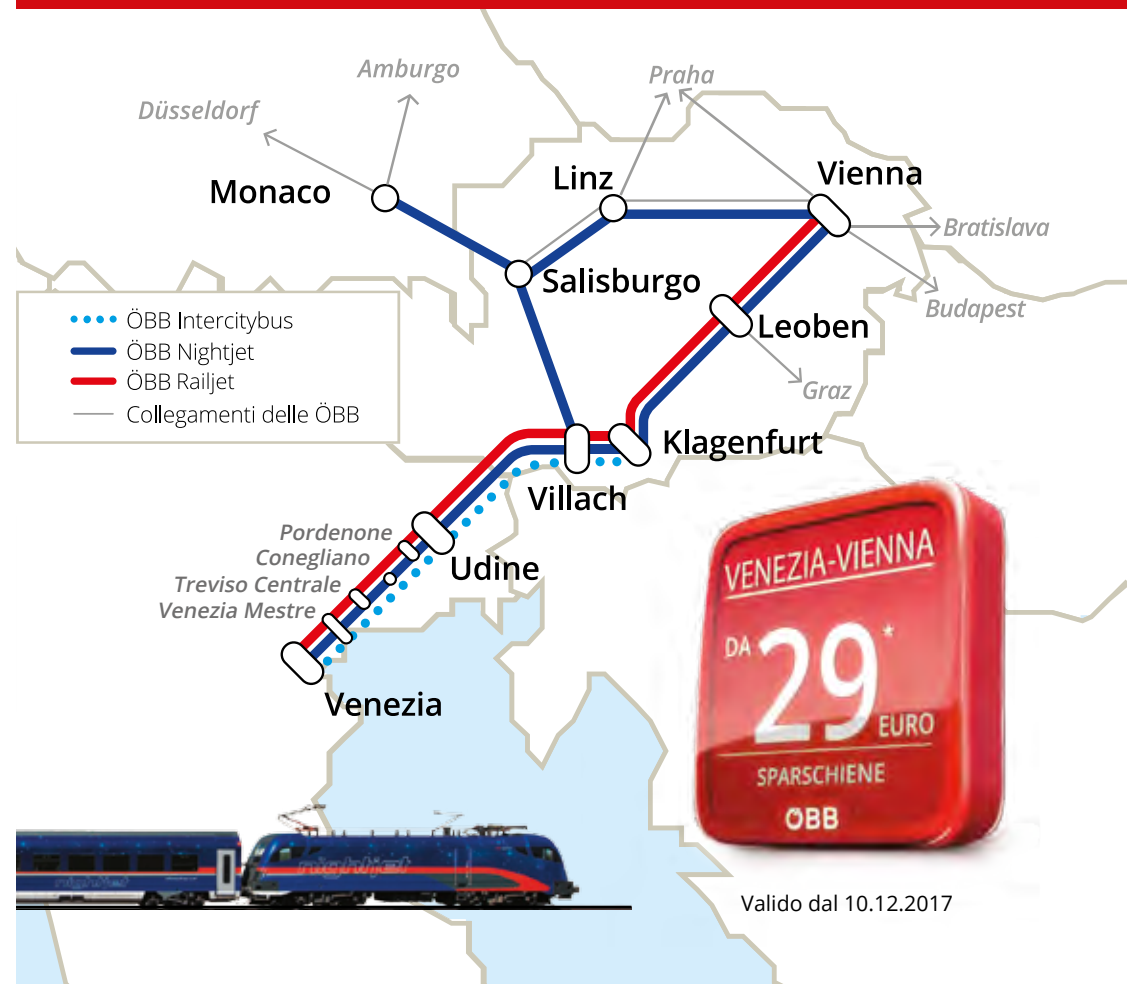 Amburgo
Praha
Düsseldorf
Monaco
Linz
Vienna
Bratislava
Salisburgo
Budapest
Leoben
ÖBB Intercitybus
ÖBB Nightjet
ÖBB Railjet
Collegamenti delle ÖBB
Graz
Klagenfurt
Villach
Pordenone
Conegliano
Treviso Centrale
Venezia Mestre
Udine
Venezia
VENEZIA-VIENNA
DA 29* EURO
SPARSCHIENE
ÖBB
nightjet
nightjet
Valido dal 10.12.2017